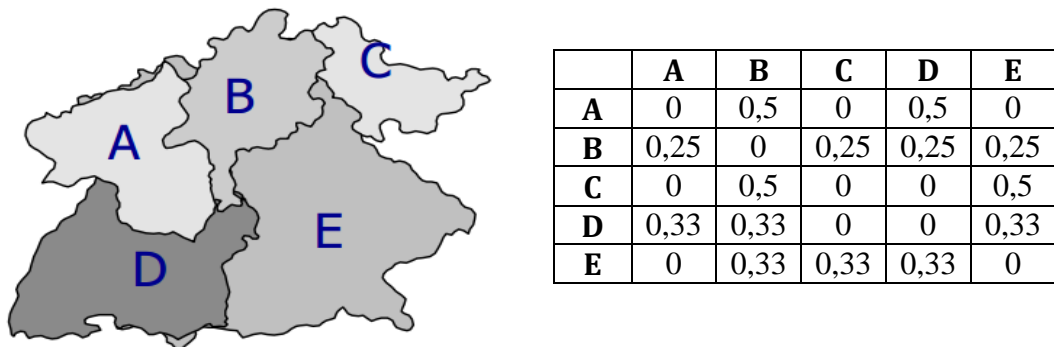 A
B
C
D
E
A B C D E
A 0 0,5 0 0,5 0
B 0,25 0 0,25 0,25 0,25
C 0 0,5 0 0 0,5
D 0,33 0,33 0 0 0,33
E 0 0,33 0,33 0,33 0